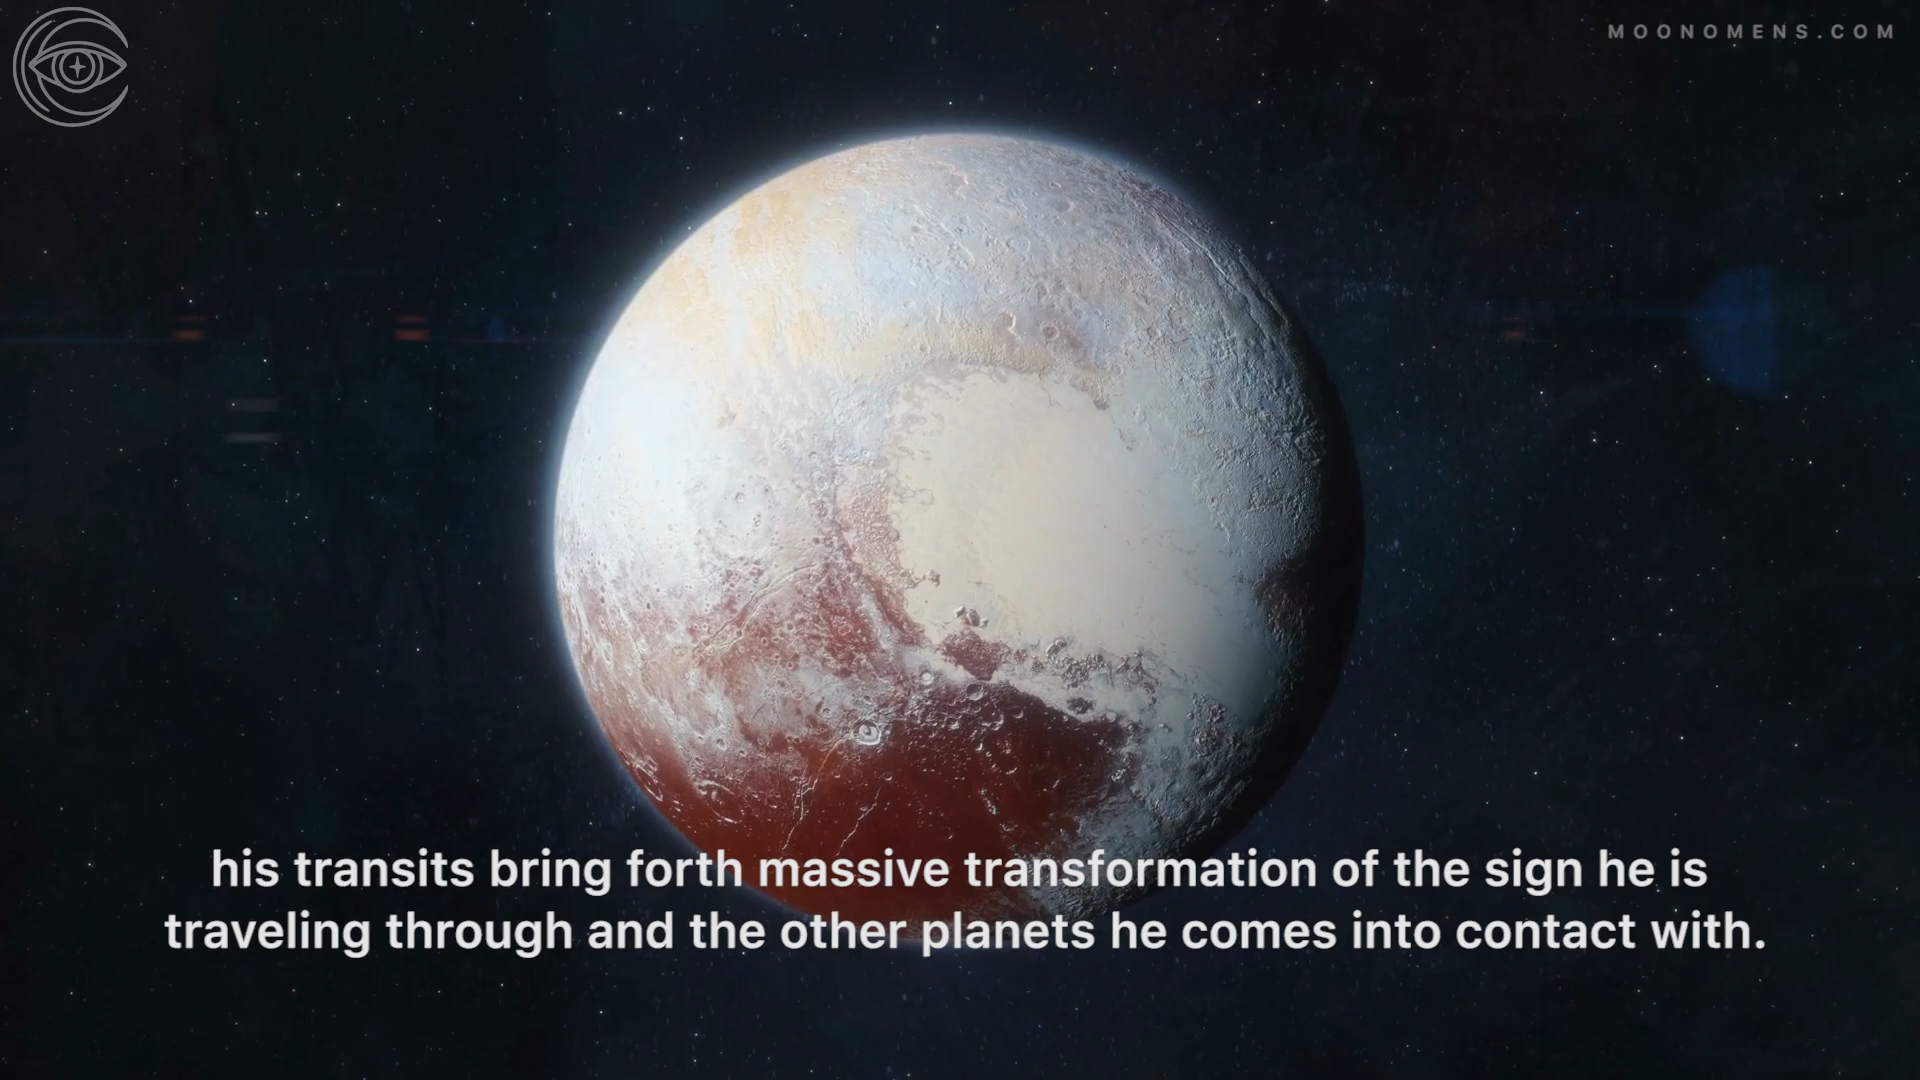 MOONOMENS.COM
his transits bring forth massive transformation of the sign he is
traveling through and the other planets he comes into contact with.